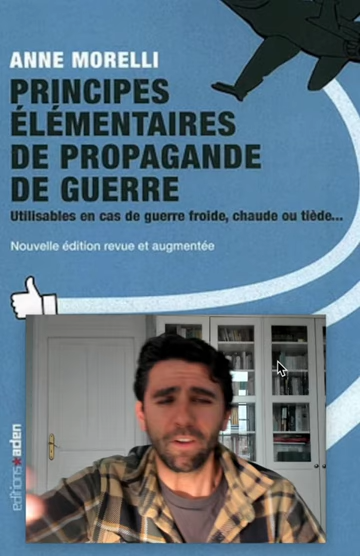 ANNE MORELLI
PRINCIPES
ÉLÉMENTAIRES
DE PROPAGANDE
DE GUERRE
Utilisables en cas de guerre froide, chaude ou tiède...
Nouvelle édition revue et augmentée
editions aden